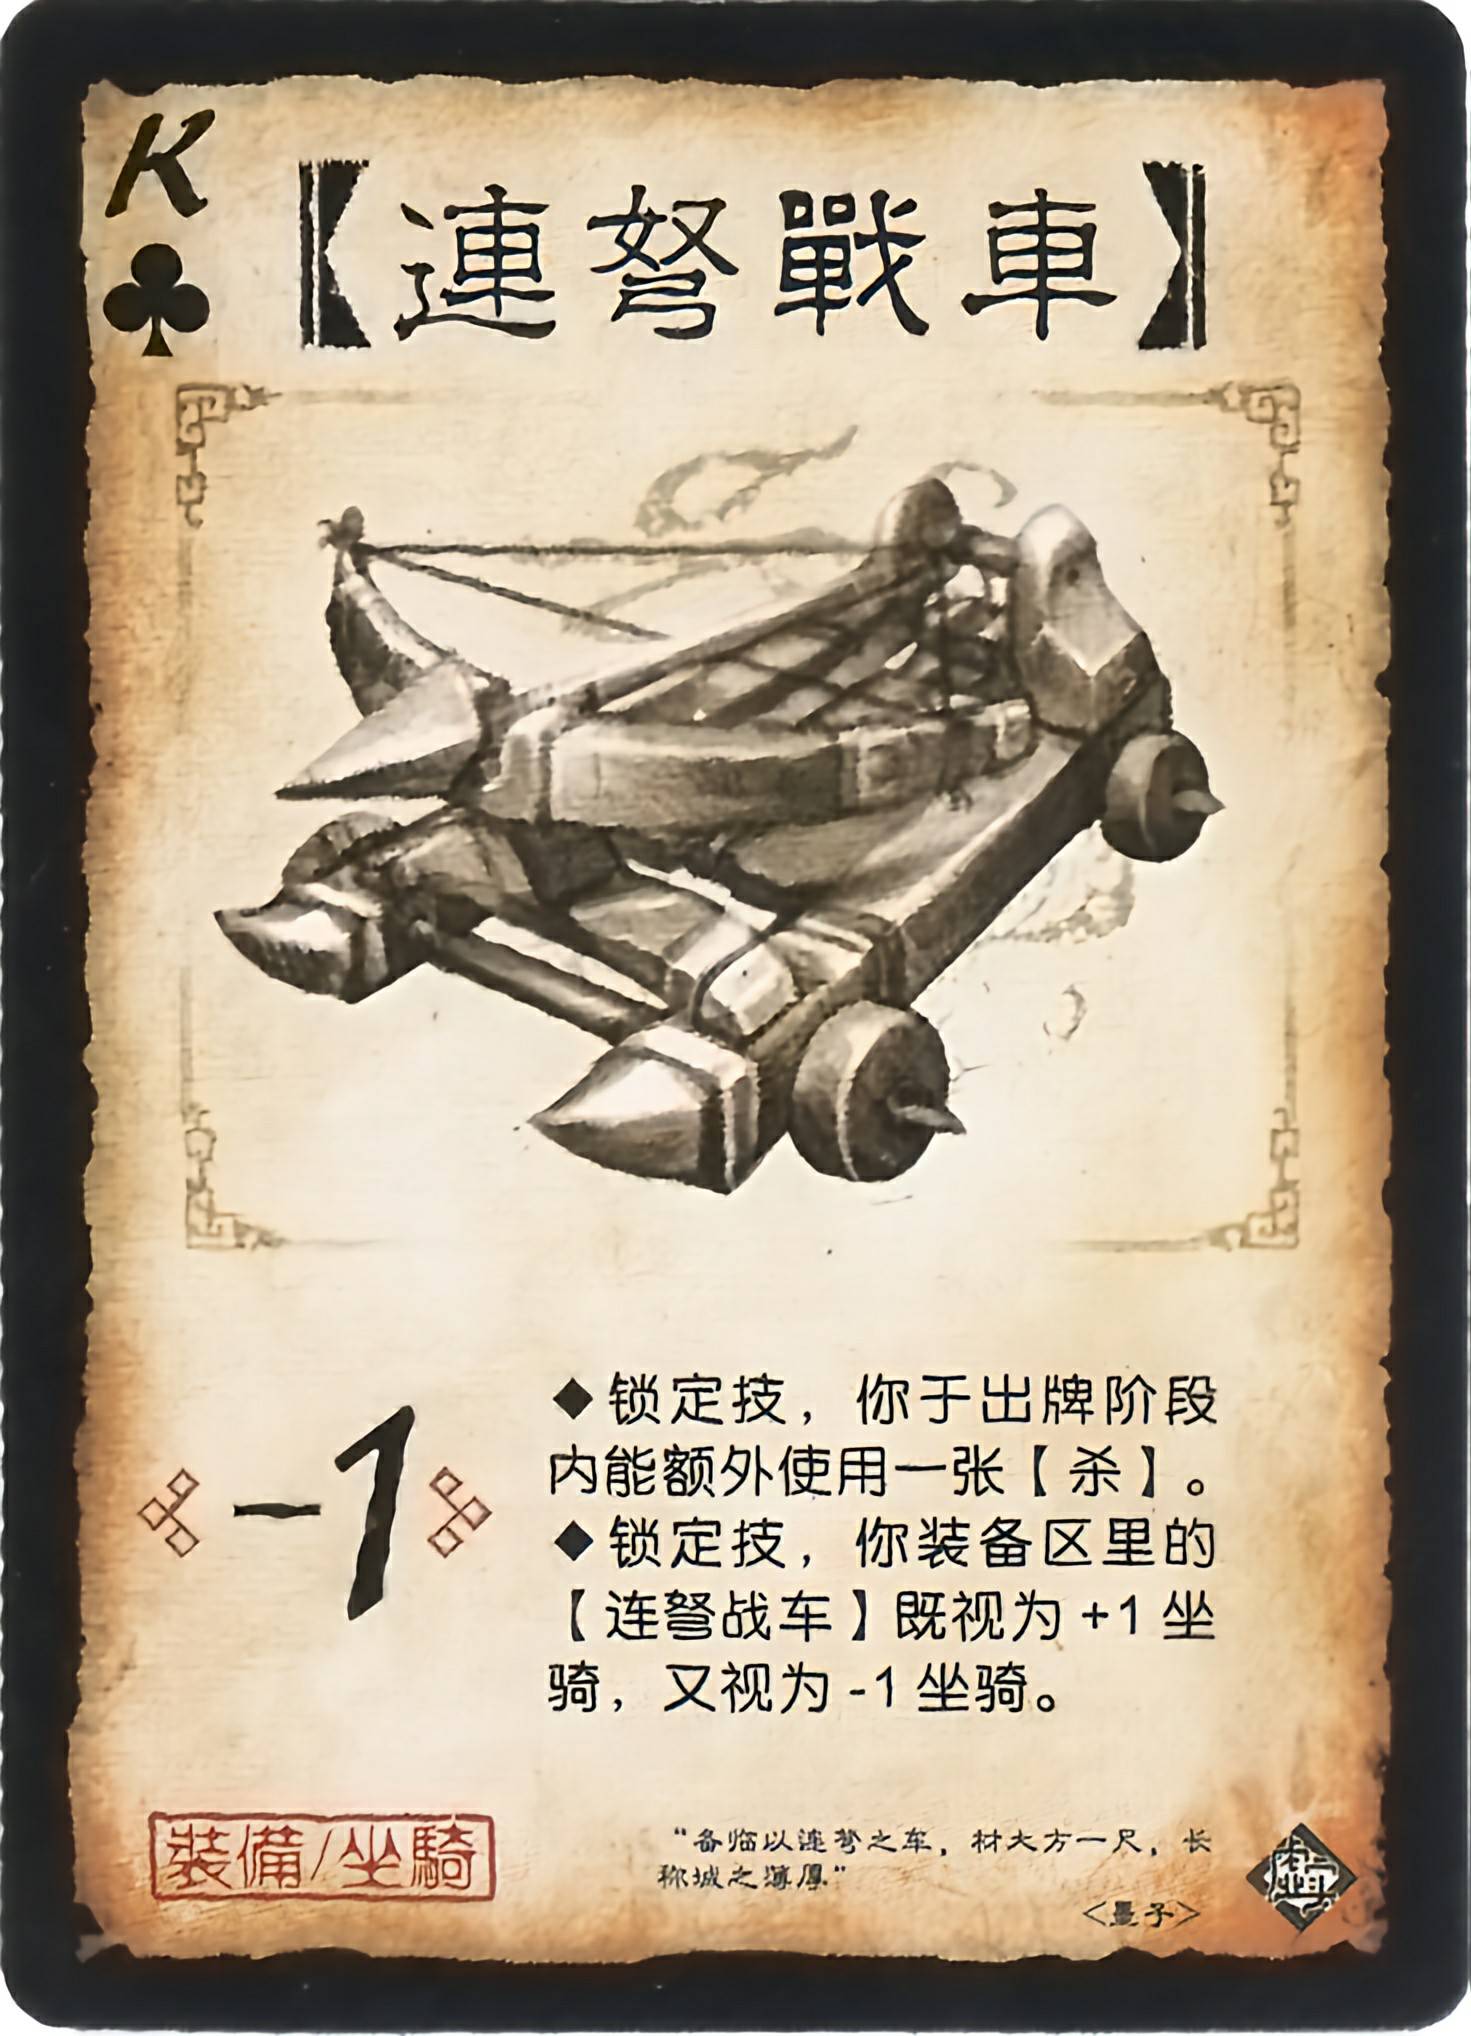 K
【連弩戰車】
◆锁定技，你于出牌阶段
内能额外使用一张【杀】。
◆锁定技，你装备区里的
【连弩战车】既视为 +1 坐
骑，又视为 -1 坐骑。
-1
装備/坐騎
“备临以连弩之车，材大方一尺，长
称城之薄厚”
<墨子>